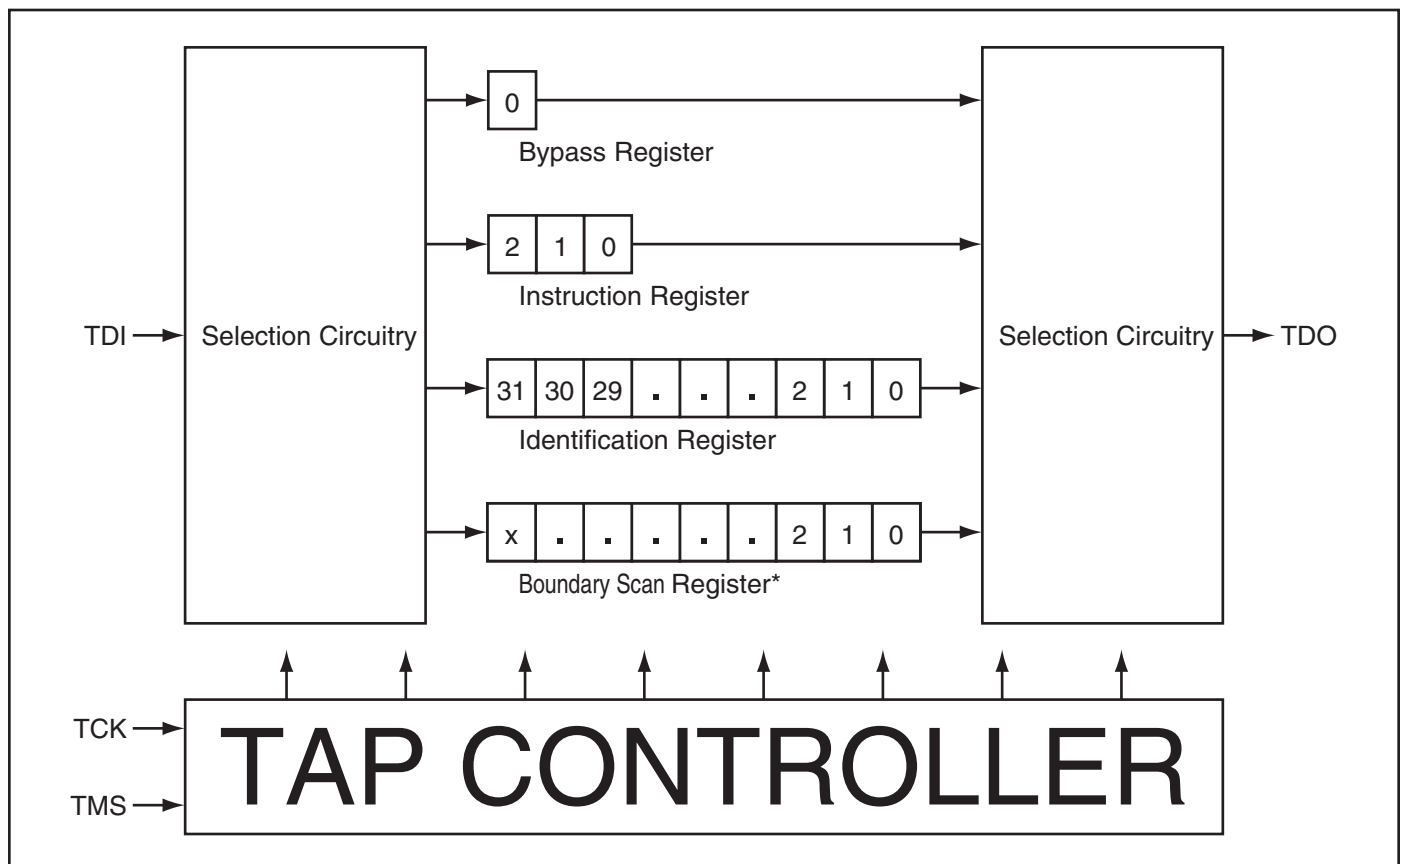 0
Bypass Register
2 1 0
Instruction Register
TDI
Selection Circuitry
Selection Circuitry
TDO
31 30 29 . . . 2 1 0
Identification Register
x . . . . . 2 1 0
Boundary Scan Register*
TCK
TMS
TAP CONTROLLER